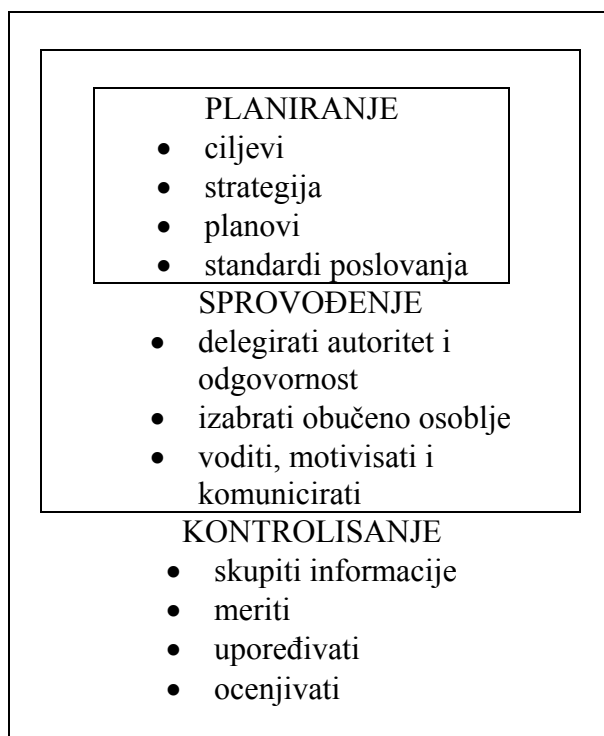 PLANIRANJE
• ciljevi
• strategija
• planovi
• standardi poslovanja
SPROVOĐENJE
• delegirati autoritet i
odgovornost
• izabrati obučeno osoblje
• voditi, motivisati i
komunicirati
KONTROLISANJE
• skupiti informacije
• meriti
• upoređivati
• ocenjivati